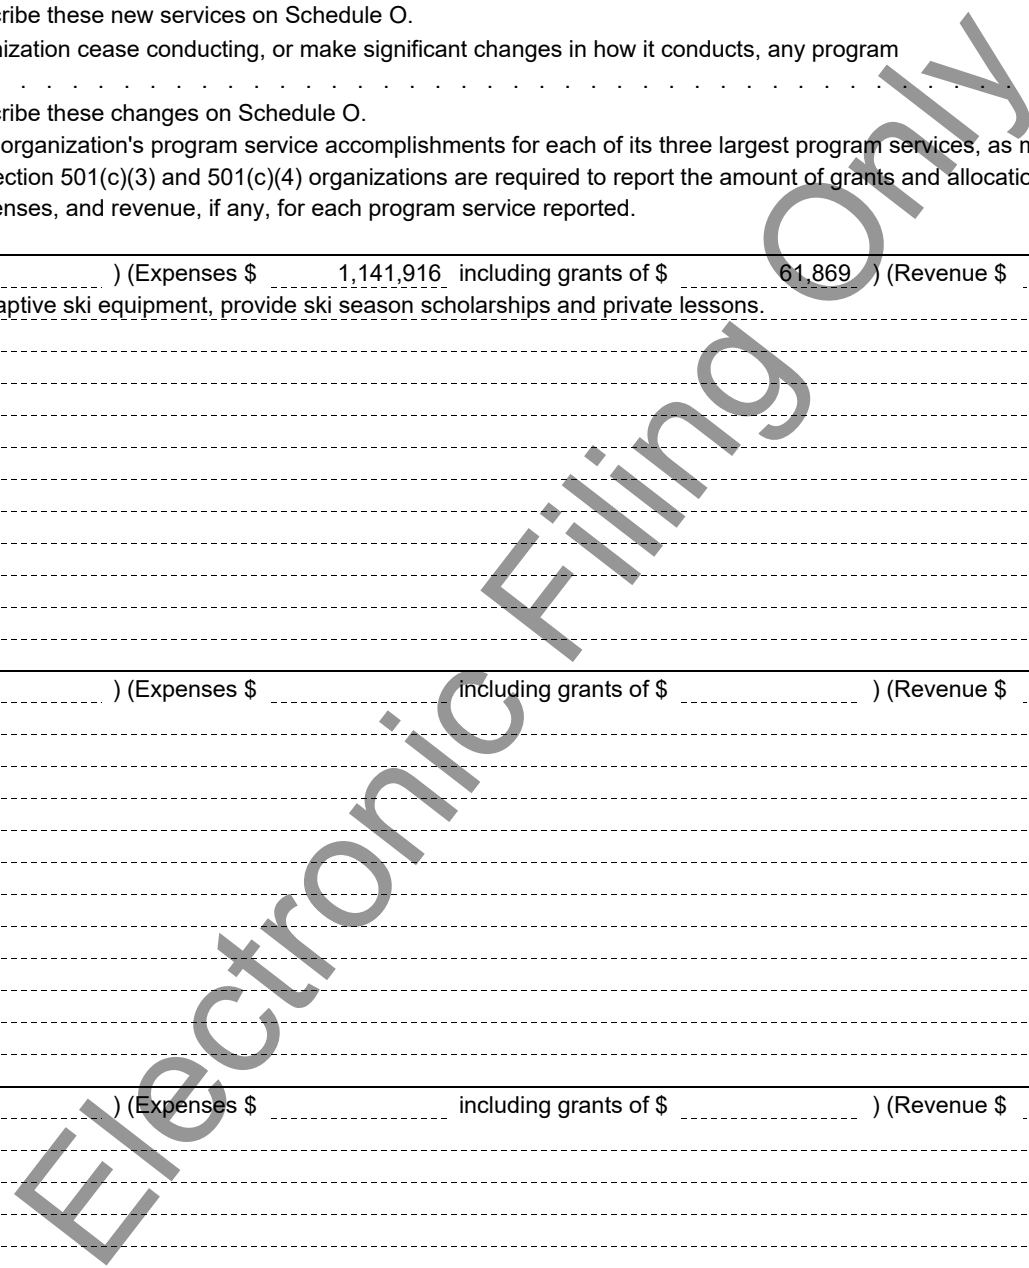 ribe these new services on Schedule O.
nization cease conducting, or make significant changes in how it conducts, any program
. . . . . . . . . . . . . . . . . . . . . . . . . . . . . . . . . . . . . . .
ribe these changes on Schedule O.
organization's program service accomplishments for each of its three largest program services, as m
ection 501(c)(3) and 501(c)(4) organizations are required to report the amount of grants and allocatio
enses, and revenue, if any, for each program service reported.
) (Expenses $ 1,141,916 including grants of $ 61,869 ) (Revenue $
aptive ski equipment, provide ski season scholarships and private lessons.
) (Expenses $ including grants of $ ) (Revenue $
) (Expenses $ including grants of $ ) (Revenue $
Electronic Filing Only